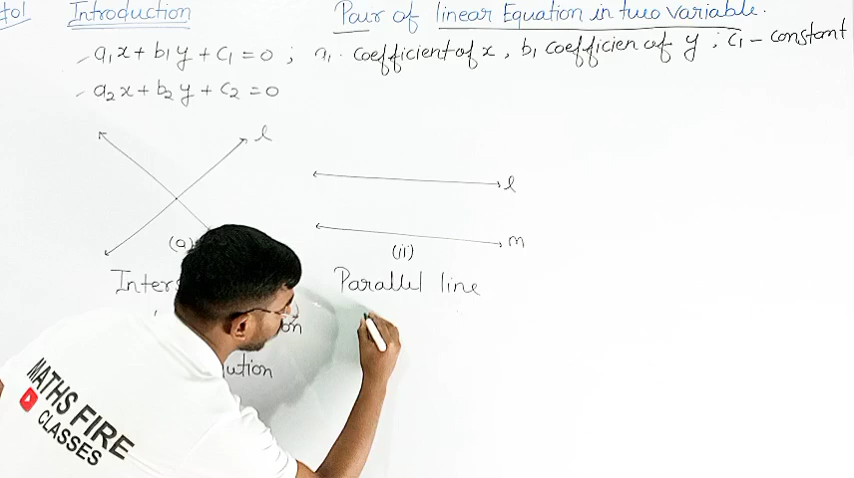 Introduction
Pair of linear Equation in two variable.
a₁x + b₁y + c₁ = 0 ; a₁. coefficient of x , b₁ coefficien of y ; c₁ - constant
a₂x + b₂y + c₂ = 0
l
l
m
(a)
(ii)
Parallel line
MATHS FIRE
CLASSES